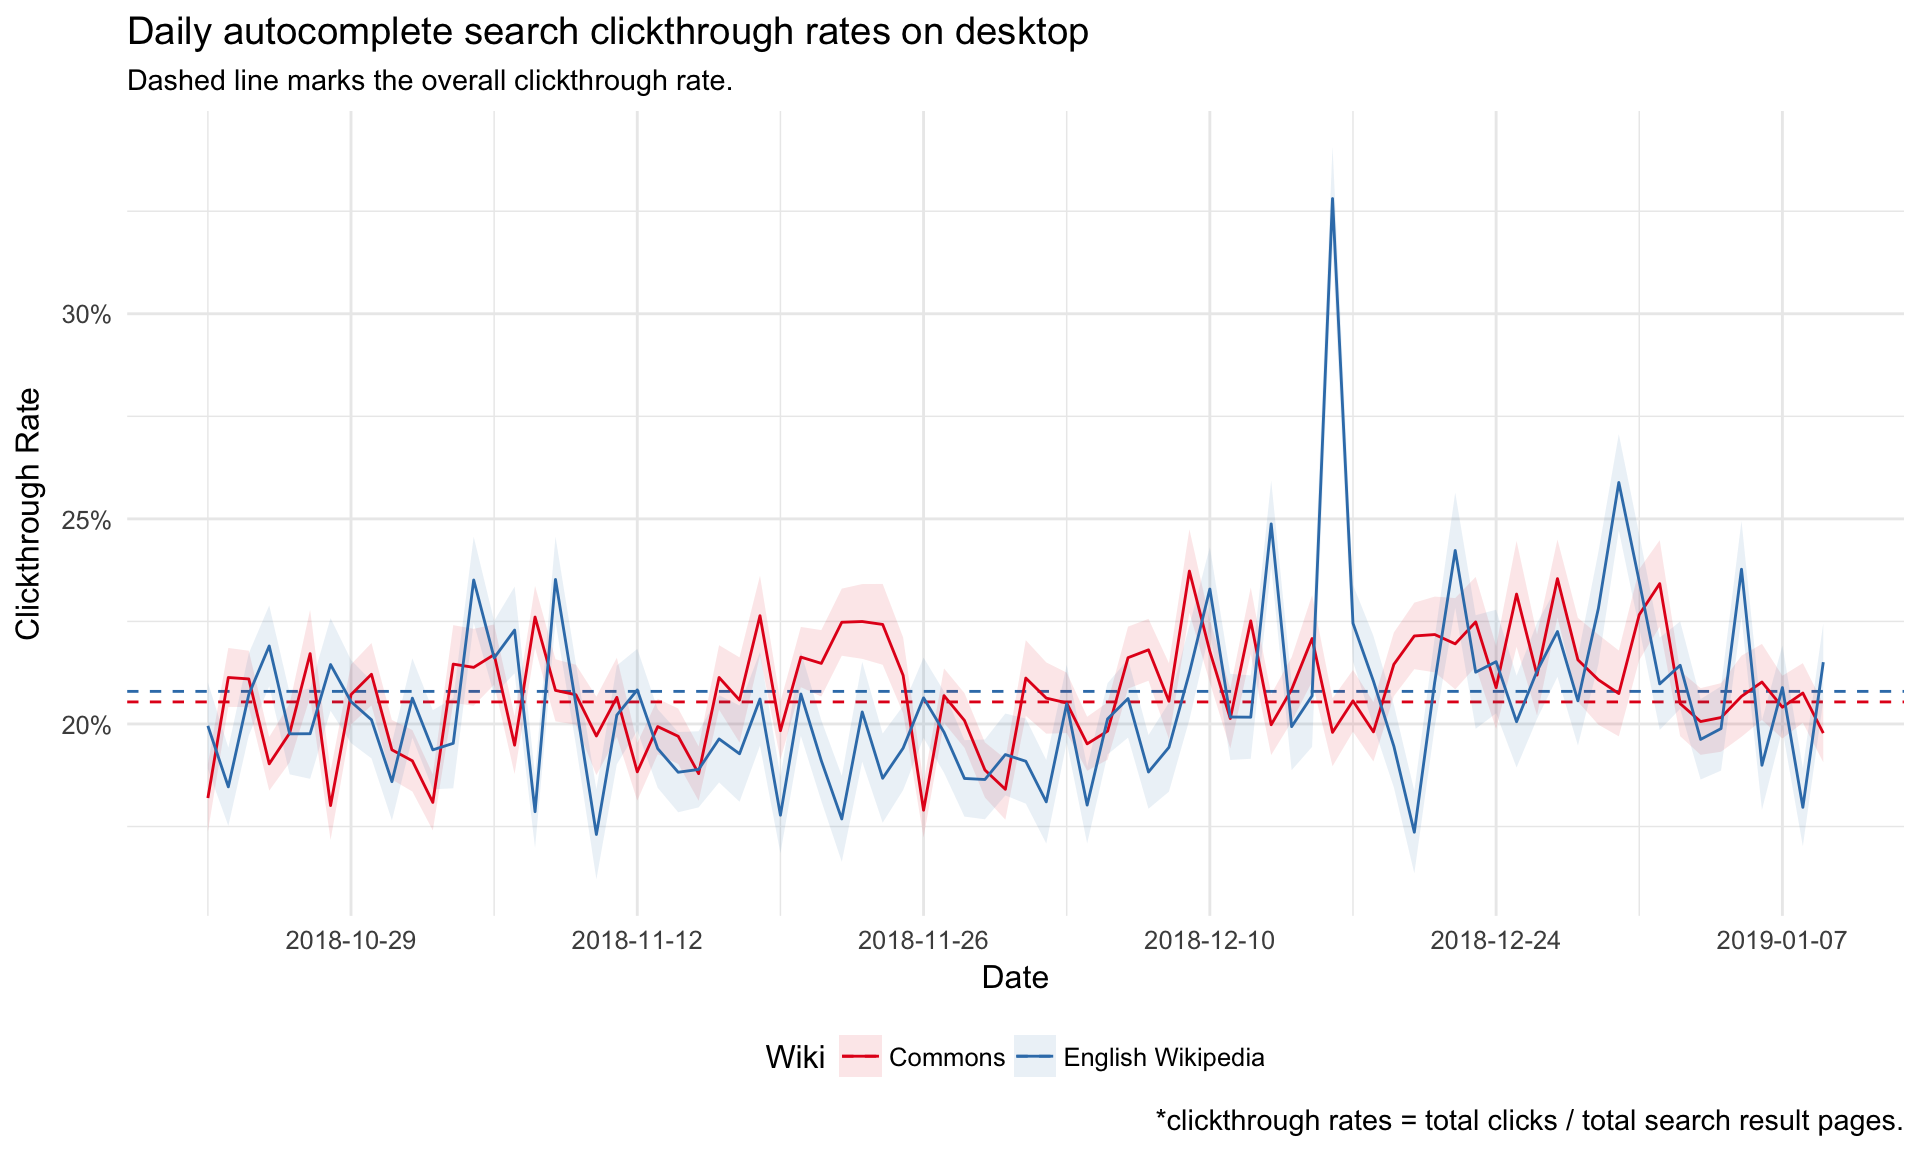 Daily autocomplete search clickthrough rates on desktop
Dashed line marks the overall clickthrough rate.
Clickthrough Rate
30%
25%
20%
2018-10-29 2018-11-12 2018-11-26 2018-12-10 2018-12-24 2019-01-07
Date
Wiki Commons English Wikipedia
*clickthrough rates = total clicks / total search result pages.